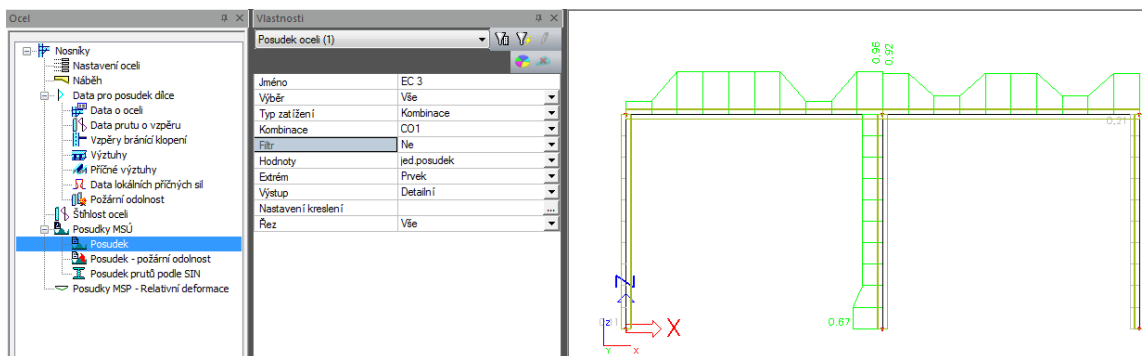 Ocel
Nosníky
Nastavení oceli
Náběh
Data pro posudek dílce
Data o oceli
Data prutu o vzpěru
Vzpěry bránící klopení
Výztuhy
Příčné výztuhy
Data lokálních příčných sil
Požární odolnost
Štíhlost oceli
Posudky MSÚ
Posudek
Posudek - požární odolnost
Posudek prutů podle SIN
Posudky MSP - Relativní deformace
Vlastnosti
Posudek oceli (1)
Jméno EC 3
Výběr Vše
Typ zatížení Kombinace
Kombinace CO1
Filtr Ne
Hodnoty jed.posudek
Extrém Prvek
Výstup Detailní
Nastavení kreslení ...
Řez Vše
0.96
0.92
0.21
0.67
Z
X
z
Y
x